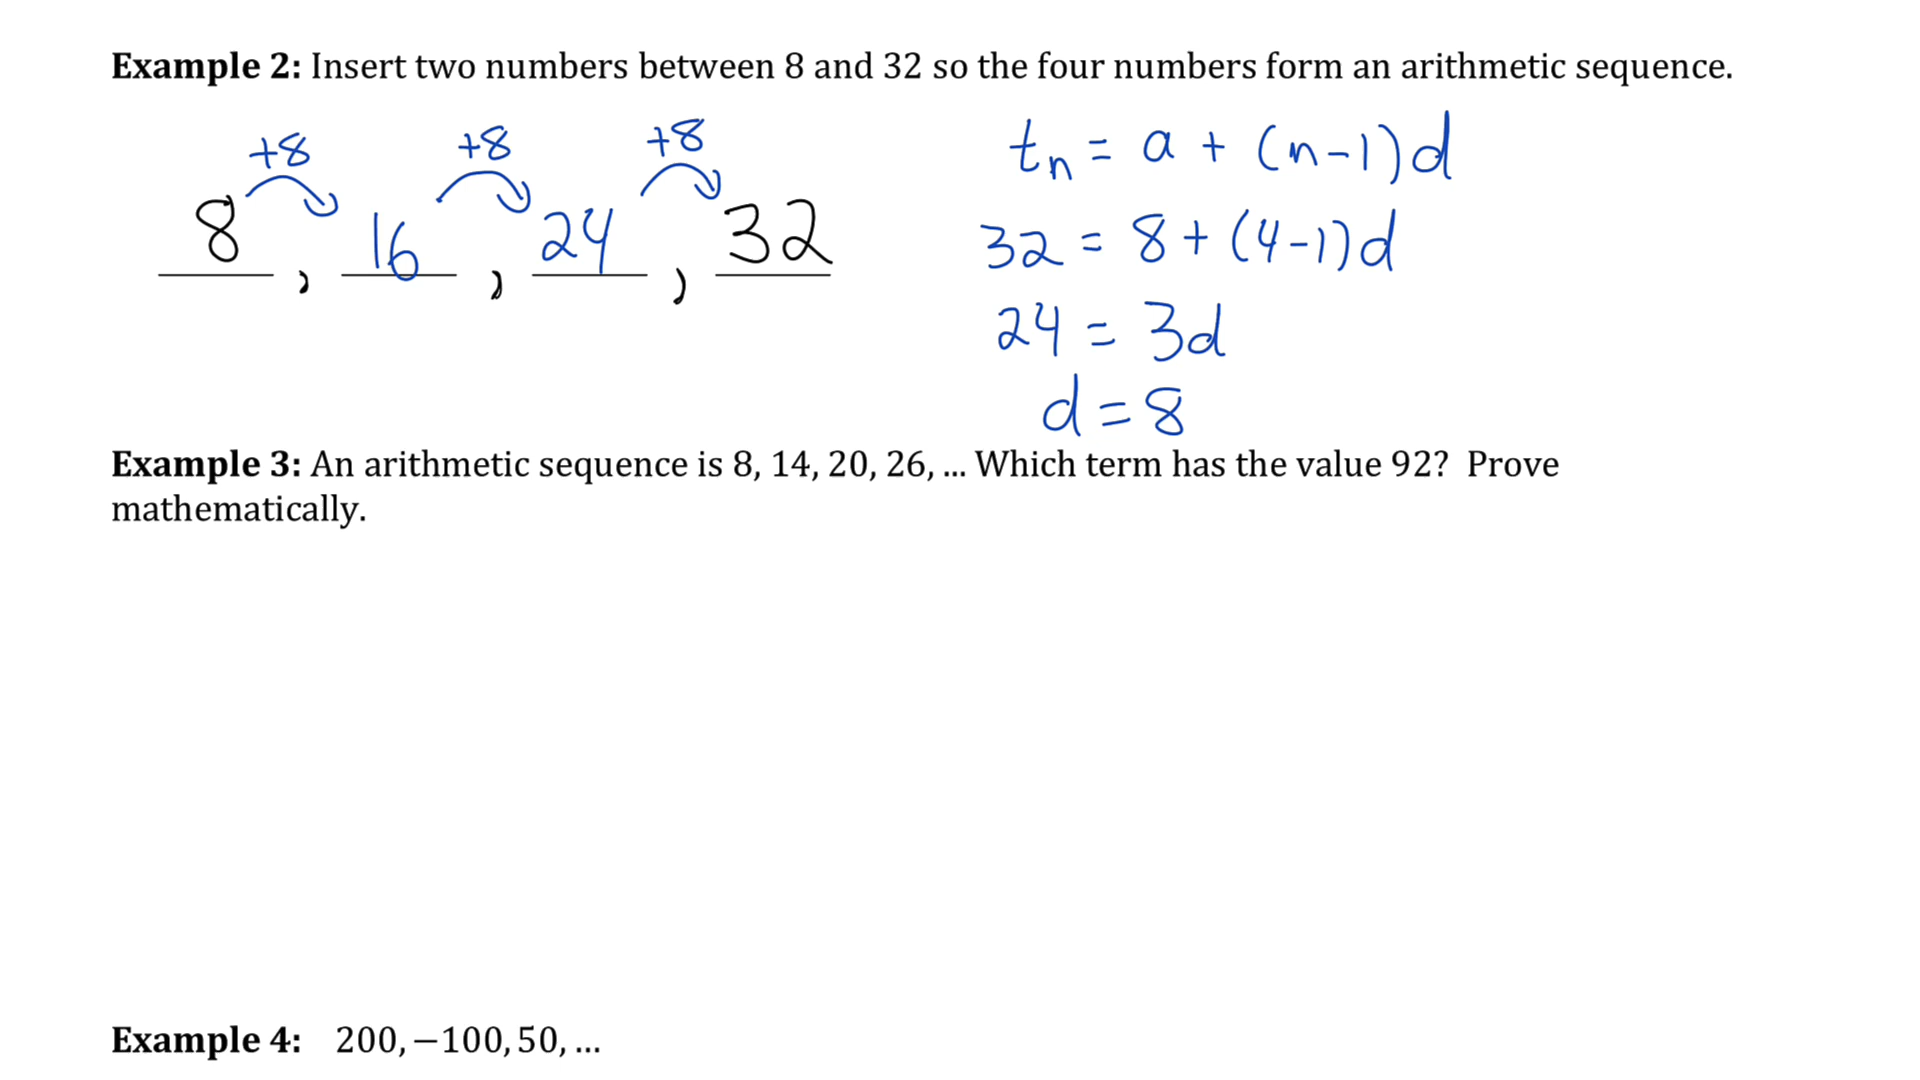 Example 2: Insert two numbers between 8 and 32 so the four numbers form an arithmetic sequence.
+8 +8 +8
8, 16, 24, 32
tn = a + (n-1)d
32 = 8 + (4-1)d
24 = 3d
d = 8
Example 3: An arithmetic sequence is 8, 14, 20, 26, ... Which term has the value 92? Prove
mathematically.
Example 4: 200, −100, 50, ...